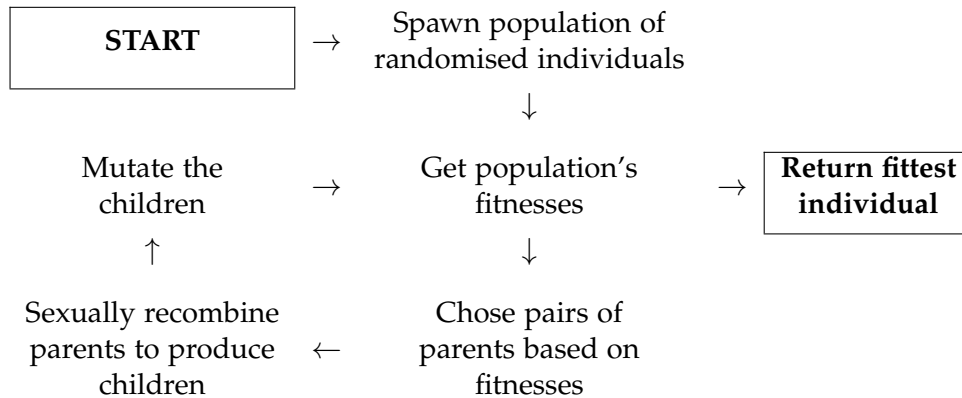 START
→
Spawn population of
randomised individuals
↓
Mutate the
children
→
Get population's
fitnesses
→
Return fittest
individual
↑
↓
Sexually recombine
parents to produce
children
←
Chose pairs of
parents based on
fitnesses